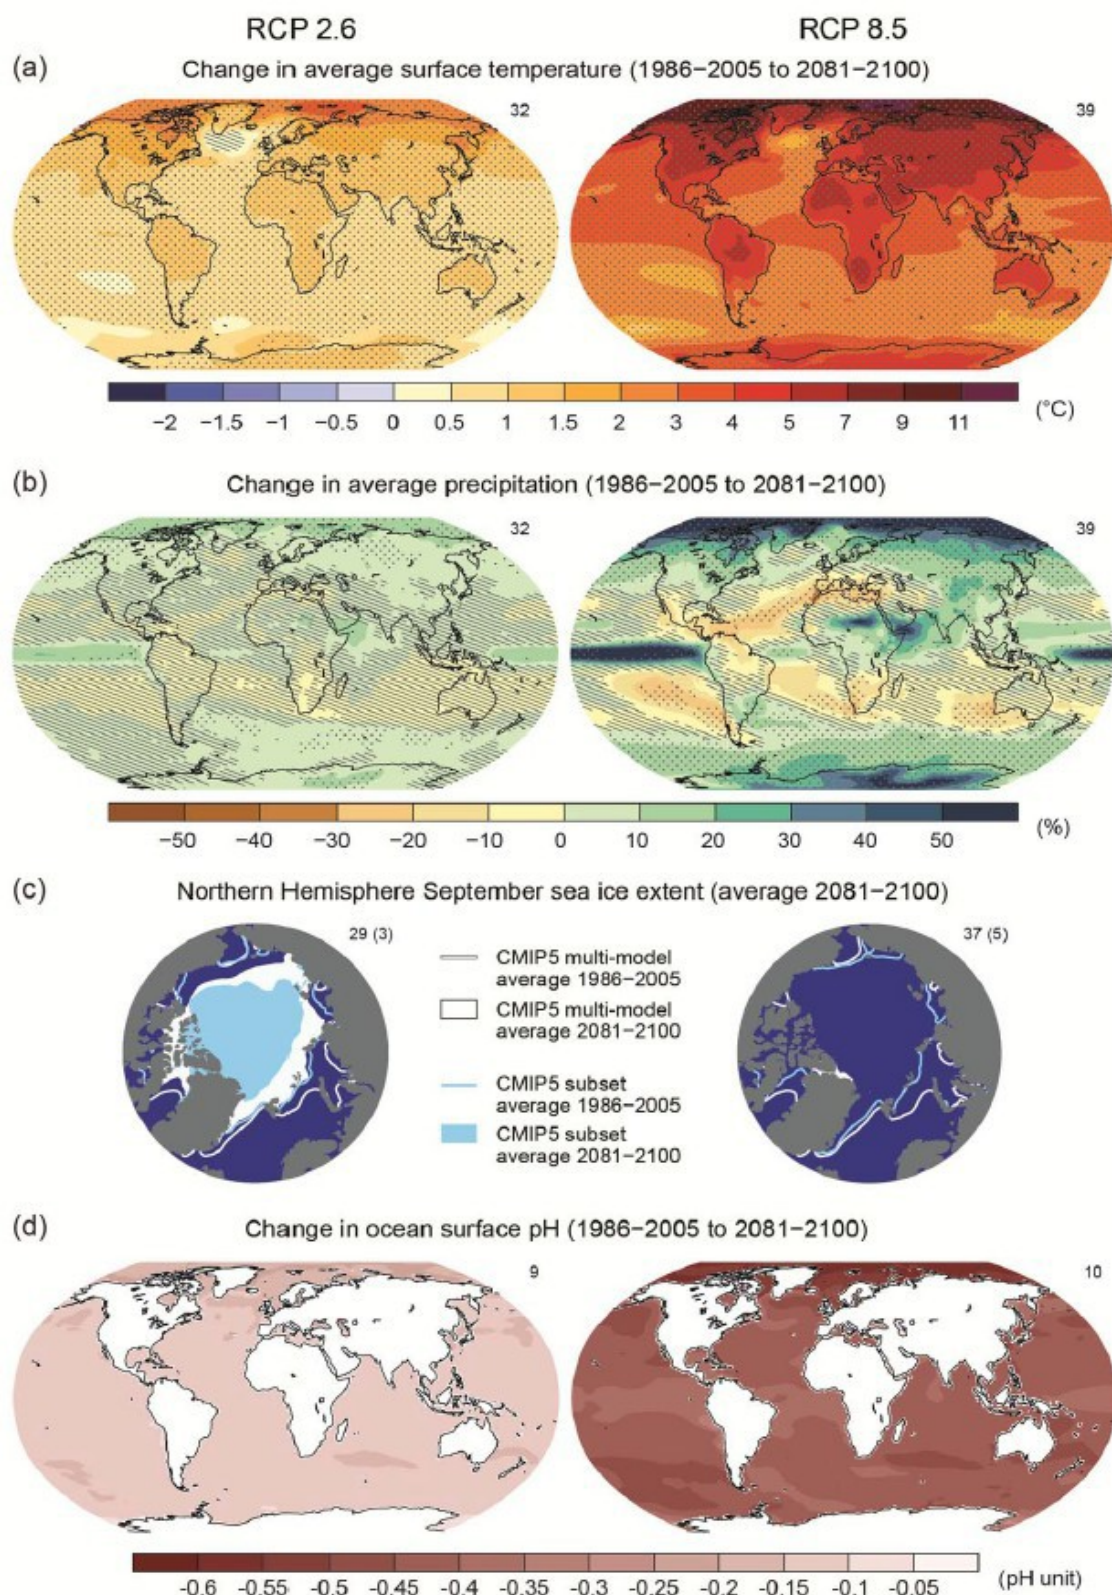 RCP 2.6 RCP 8.5
(a) Change in average surface temperature (1986−2005 to 2081−2100)
32 39
−2 −1.5 −1 −0.5 0 0.5 1 1.5 2 3 4 5 7 9 11 (°C)
(b) Change in average precipitation (1986−2005 to 2081−2100)
32 39
−50 −40 −30 −20 −10 0 10 20 30 40 50 (%)
(c) Northern Hemisphere September sea ice extent (average 2081−2100)
29 (3) 37 (5)
CMIP5 multi-model
average 1986−2005
CMIP5 multi-model
average 2081−2100
CMIP5 subset
average 1986−2005
CMIP5 subset
average 2081−2100
(d) Change in ocean surface pH (1986−2005 to 2081−2100)
9 10
-0.6 -0.55 -0.5 -0.45 -0.4 -0.35 -0.3 -0.25 -0.2 -0.15 -0.1 -0.05 (pH unit)